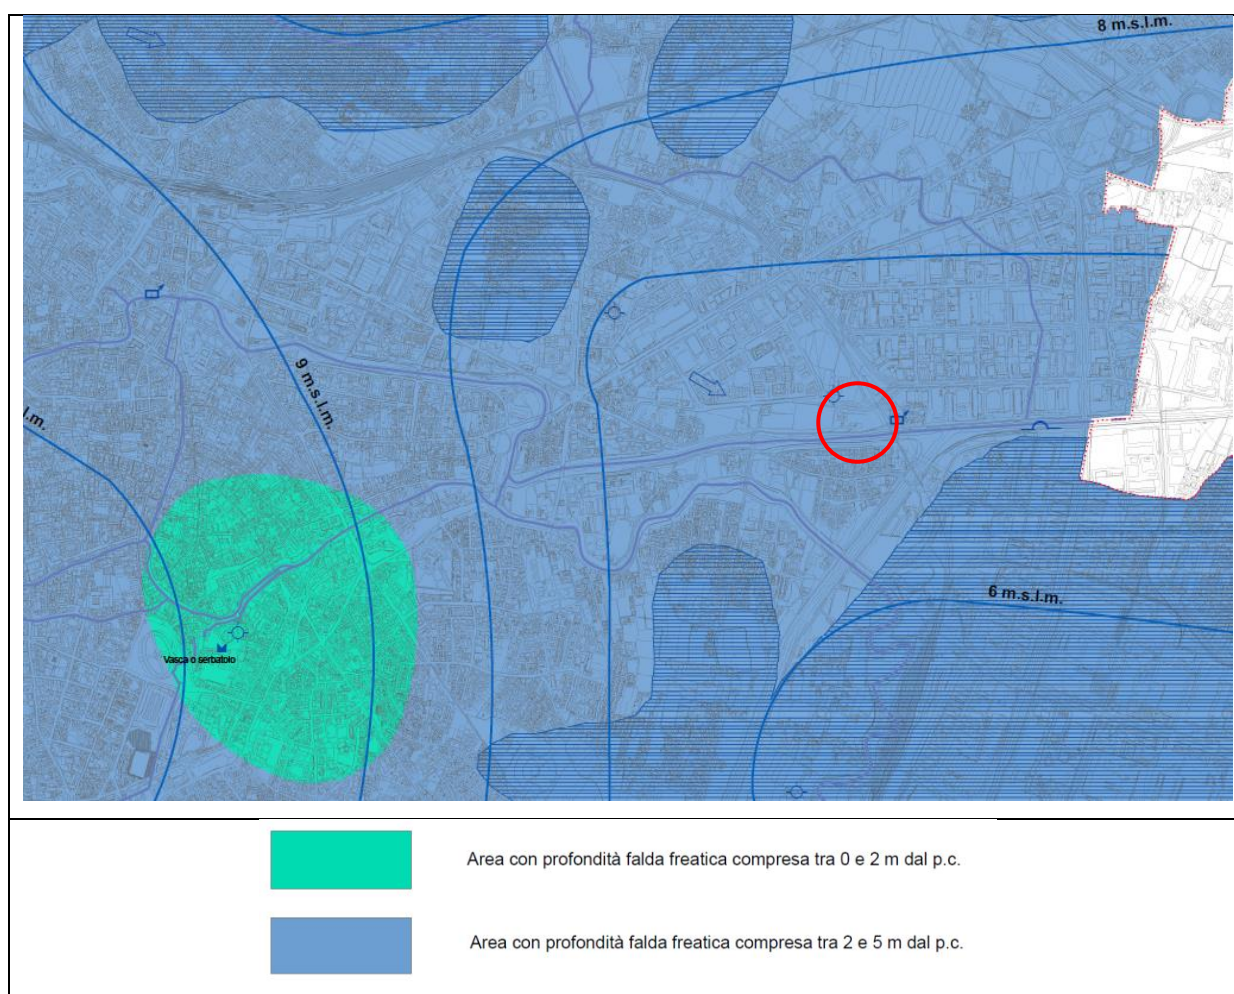 8 m.s.l.m.
9 m.s.l.m.
.l.m.
6 m.s.l.m.
Vasca o serbatoio
Area con profondità falda freatica compresa tra 0 e 2 m dal p.c.
Area con profondità falda freatica compresa tra 2 e 5 m dal p.c.